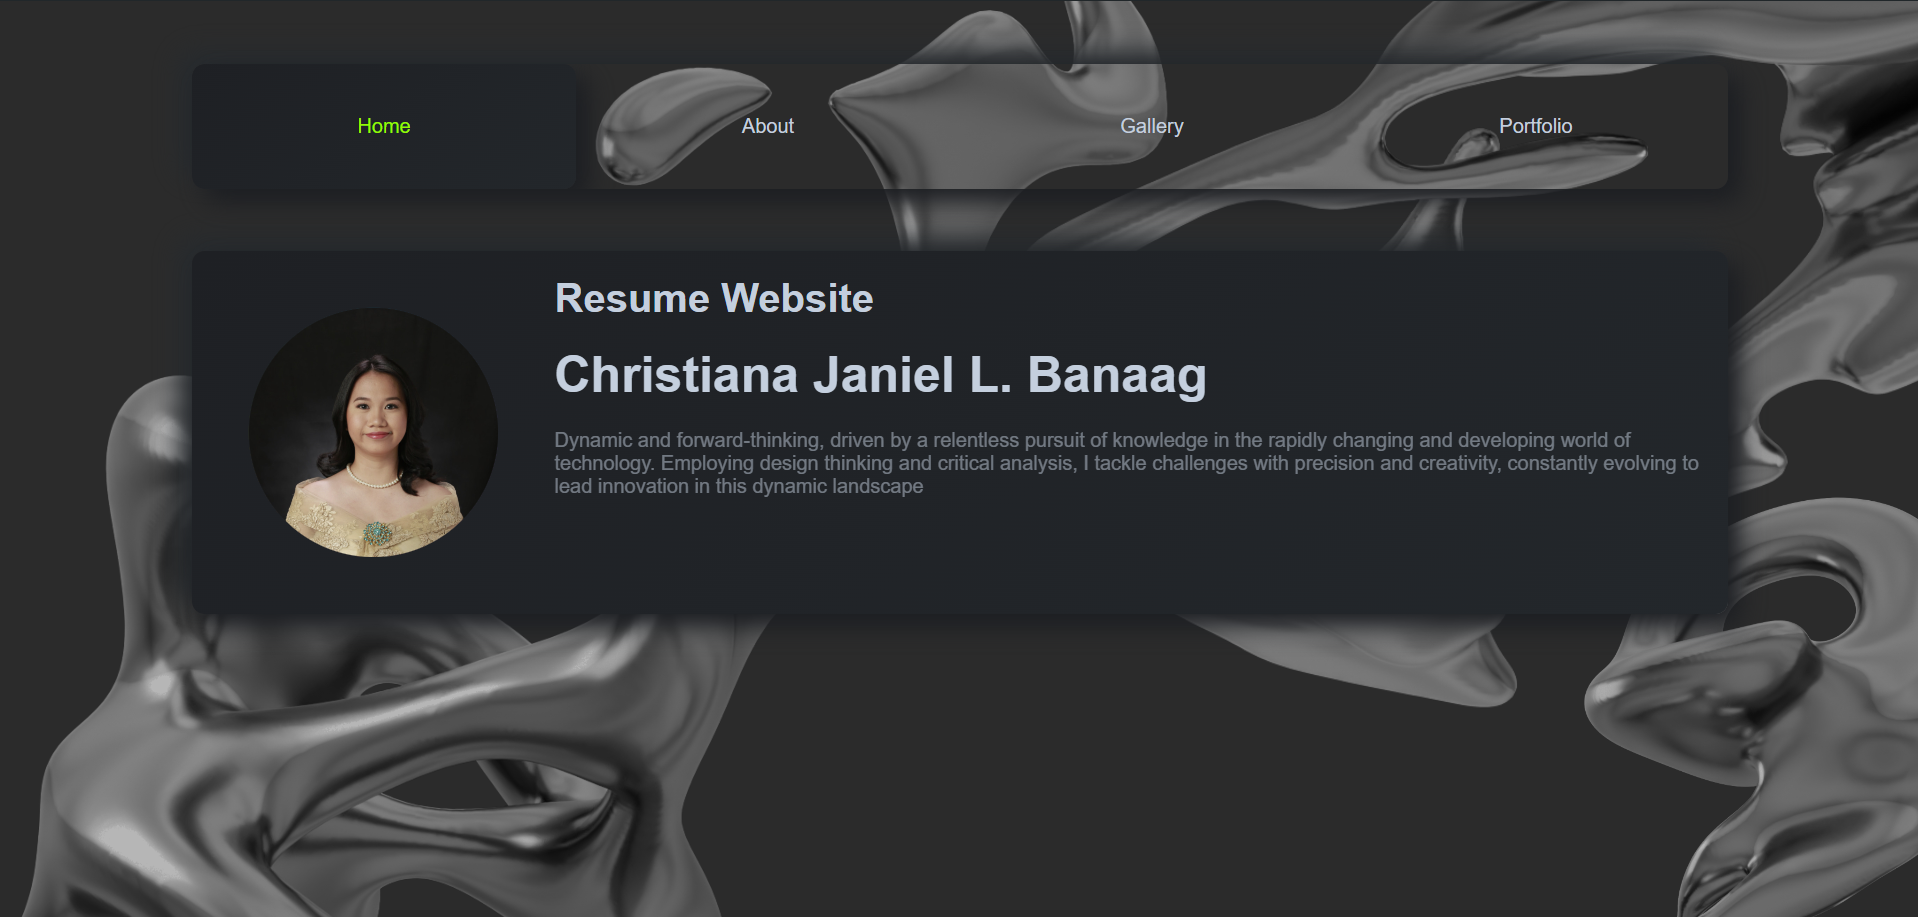 Home
About
Gallery
Portfolio
Resume Website
Christiana Janiel L. Banaag
Dynamic and forward-thinking, driven by a relentless pursuit of knowledge in the rapidly changing and developing world of
technology. Employing design thinking and critical analysis, I tackle challenges with precision and creativity, constantly evolving to
lead innovation in this dynamic landscape